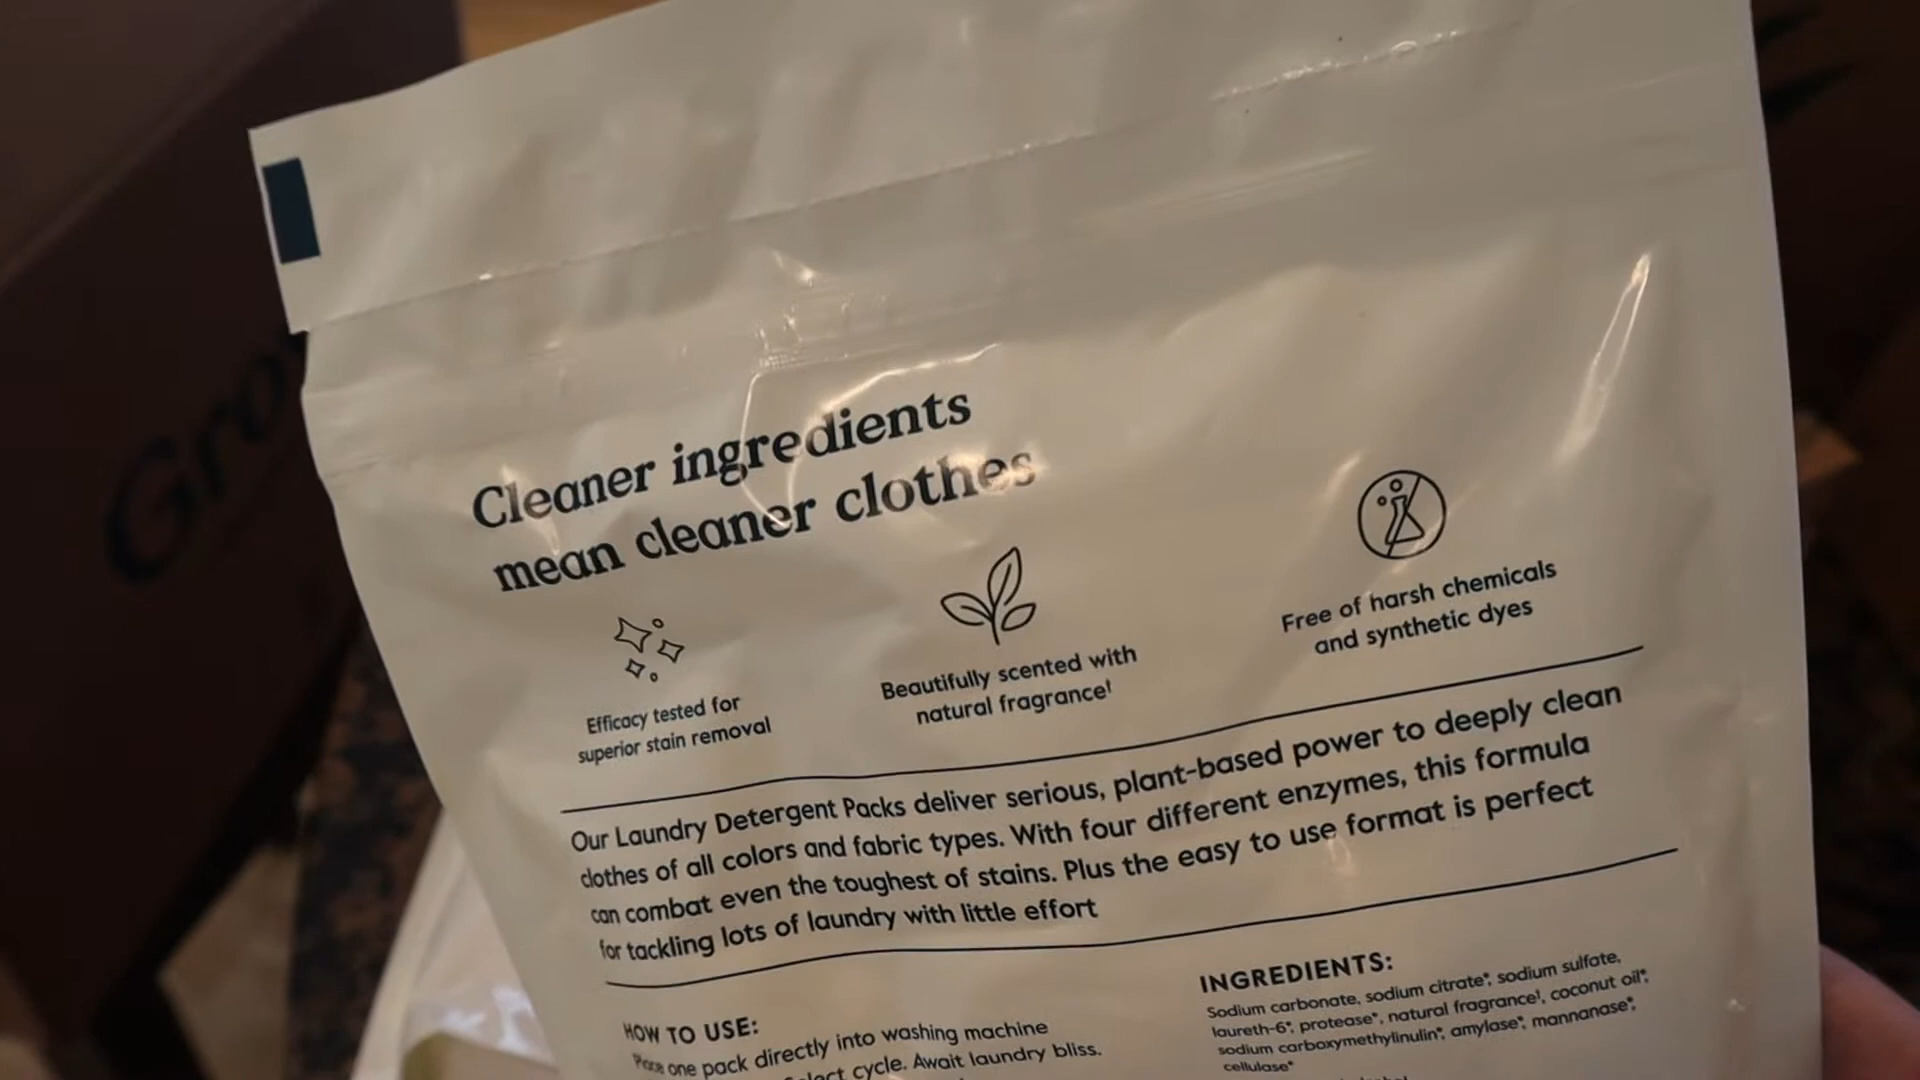 Gro
Cleaner ingredients
mean cleaner clothes
Efficacy tested for
superior stain removal
Beautifully scented with
natural fragrance¹
Free of harsh chemicals
and synthetic dyes
Our Laundry Detergent Packs deliver serious, plant-based power to deeply clean
clothes of all colors and fabric types. With four different enzymes, this formula
can combat even the toughest of stains. Plus the easy to use format is perfect
for tackling lots of laundry with little effort
HOW TO USE:
Place one pack directly into washing machine
cycle. Await laundry bliss.
INGREDIENTS:
Sodium carbonate, sodium citrate*, sodium sulfate,
laureth-6*, protease*, natural fragrance¹, coconut oil*,
sodium carboxymethylinulin*, amylase*, mannanase*,
cellulase*